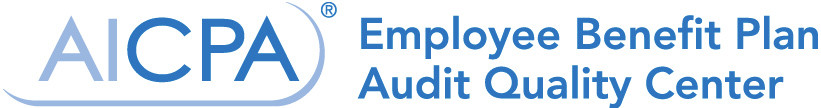 AICPA®
Employee Benefit Plan
Audit Quality Center